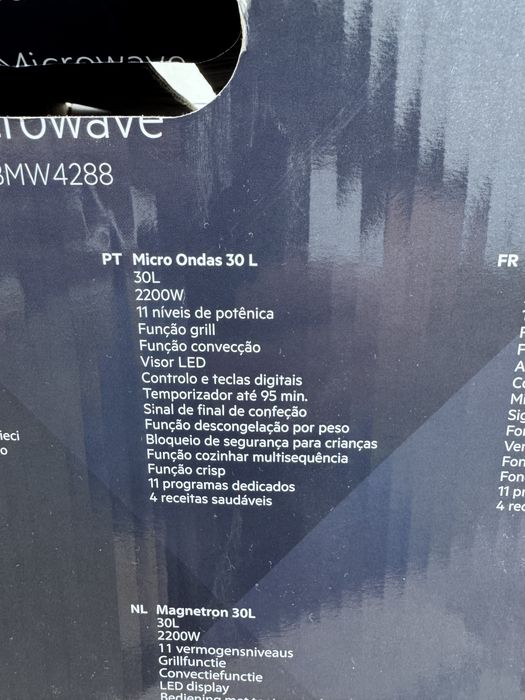 Microwave
rowave
BMW4288
PT Micro Ondas 30 L
30L
2200W
11 níveis de potênica
Função grill
Função convecção
Visor LED
Controlo e teclas digitais
Temporizador até 95 min.
Sinal de final de confeção
Função descongelação por peso
Bloqueio de segurança para crianças
Função cozinhar multisequência
Função crisp
11 programas dedicados
4 receitas saudáveis
FR
NL Magnetron 30L
30L
2200W
11 vermogensniveaus
Grillfunctie
Convectiefunctie
LED display